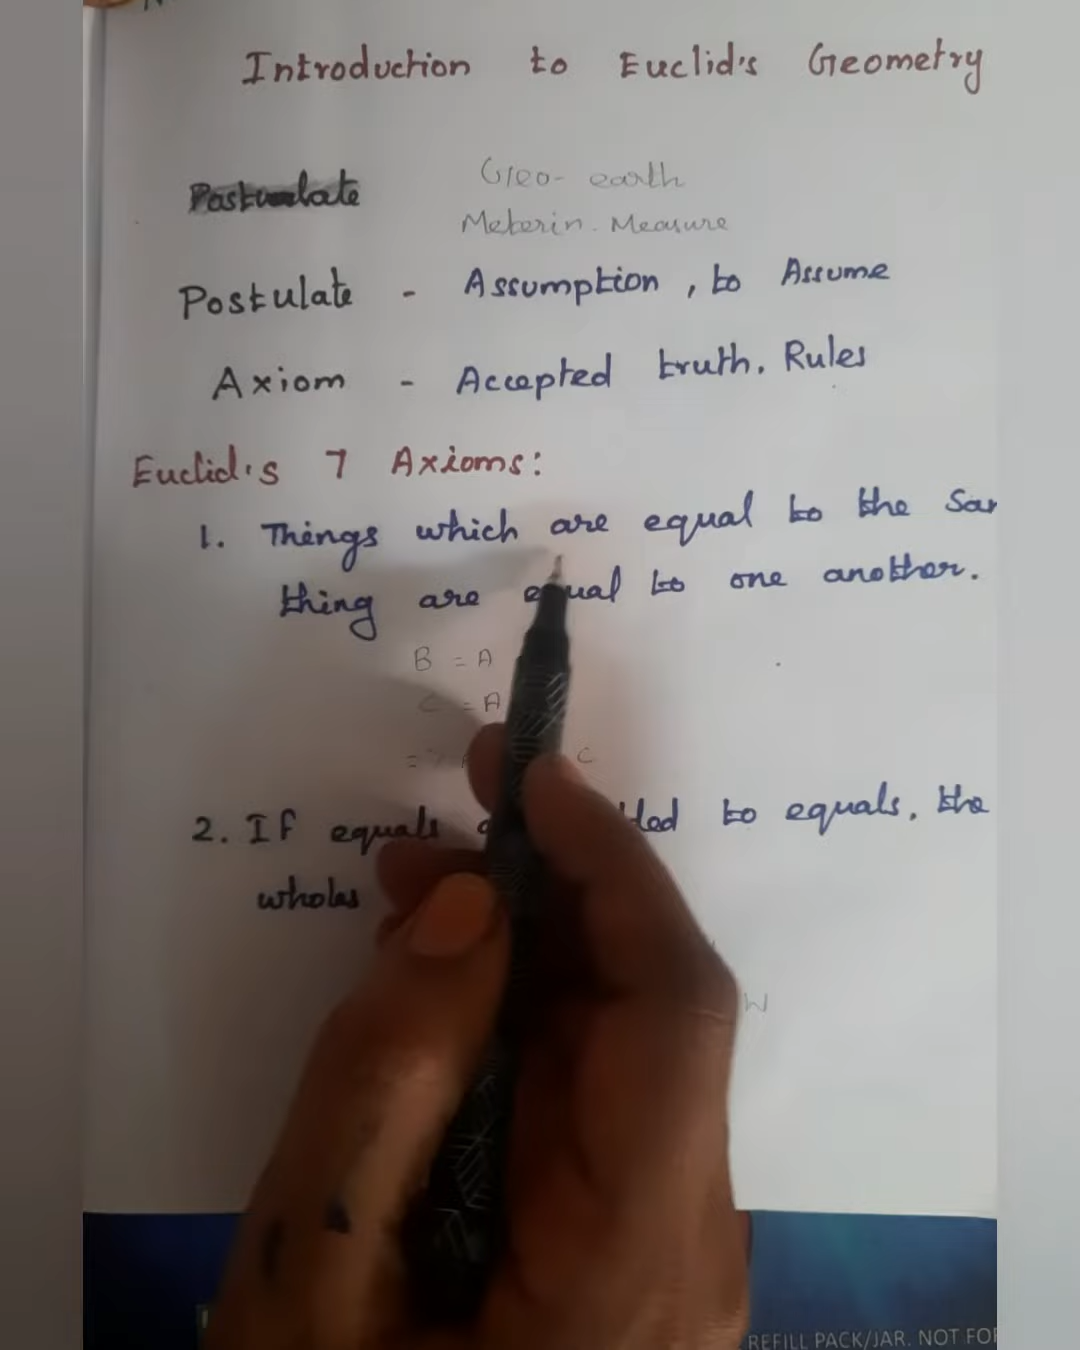 Introduction to Euclid's Geometry
Postulate
Geo- earth
Meterin. Measure
Postulate - Assumption, to Assume
Axiom - Accepted truth. Rules
Euclid's 7 Axioms:
1. Things which are equal to the
thing are equal to one another.
B = A
C = A
=> C
2. If equals to equals, the
wholes
W
REFILL PACK/JAR. NOT FOR